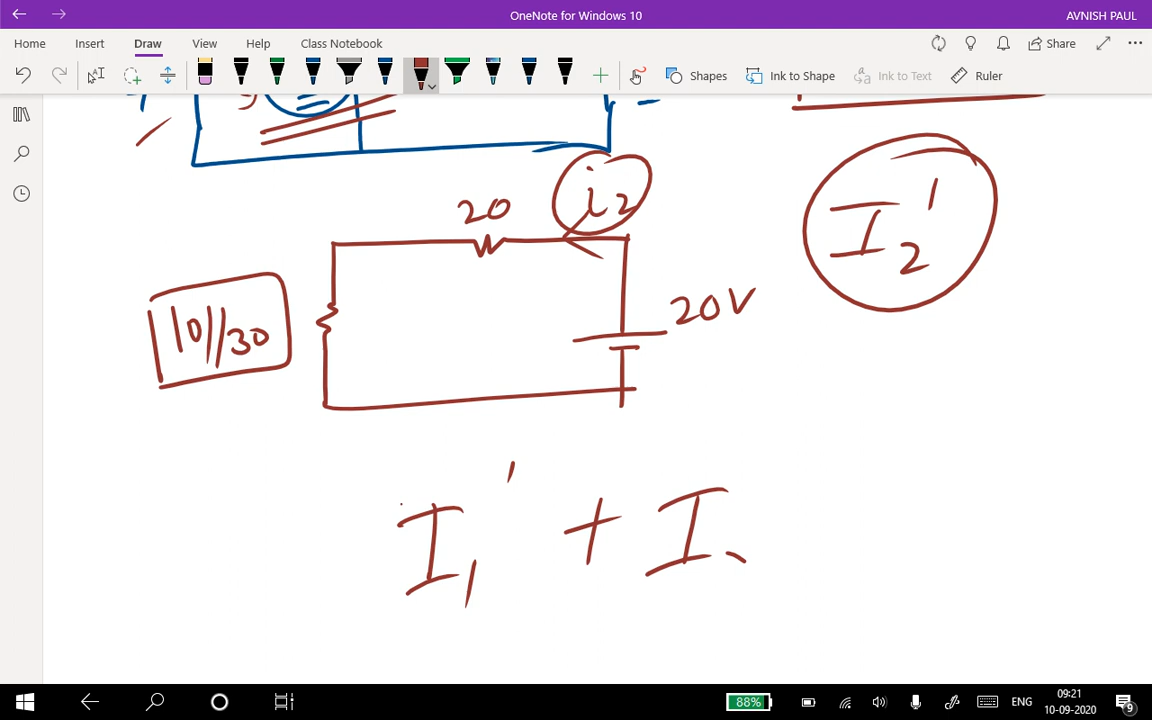 OneNote for Windows 10
AVNISH PAUL
Home Insert Draw View Help Class Notebook
Share
Shapes Ink to Shape Ink to Text Ruler
i2
20
I2'
20V
10//30
I1' + I
88%
ENG
09:21
10-09-2020
9